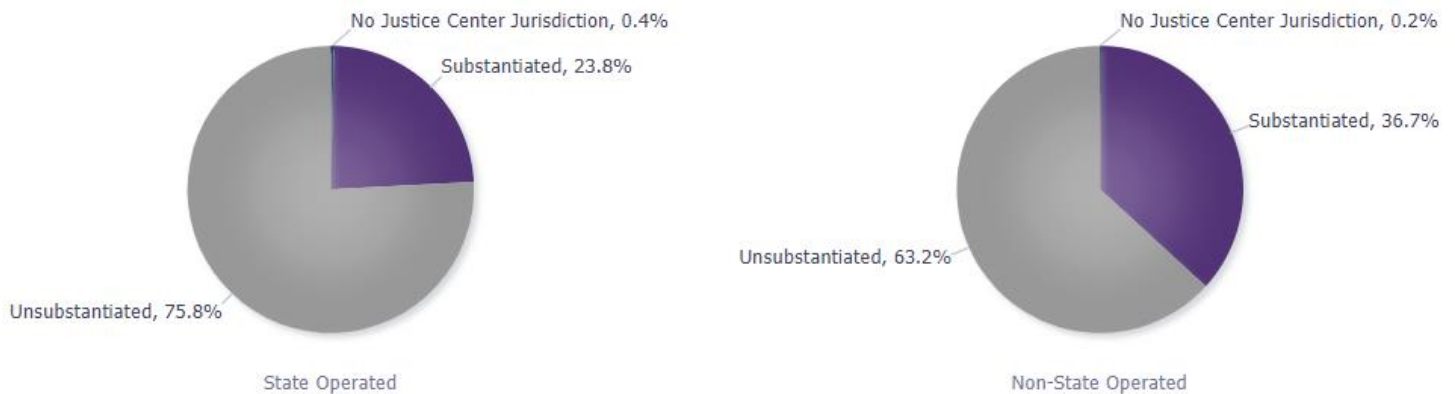 No Justice Center Jurisdiction, 0.4%
Substantiated, 23.8%
Unsubstantiated, 75.8%
State Operated
No Justice Center Jurisdiction, 0.2%
Substantiated, 36.7%
Unsubstantiated, 63.2%
Non-State Operated